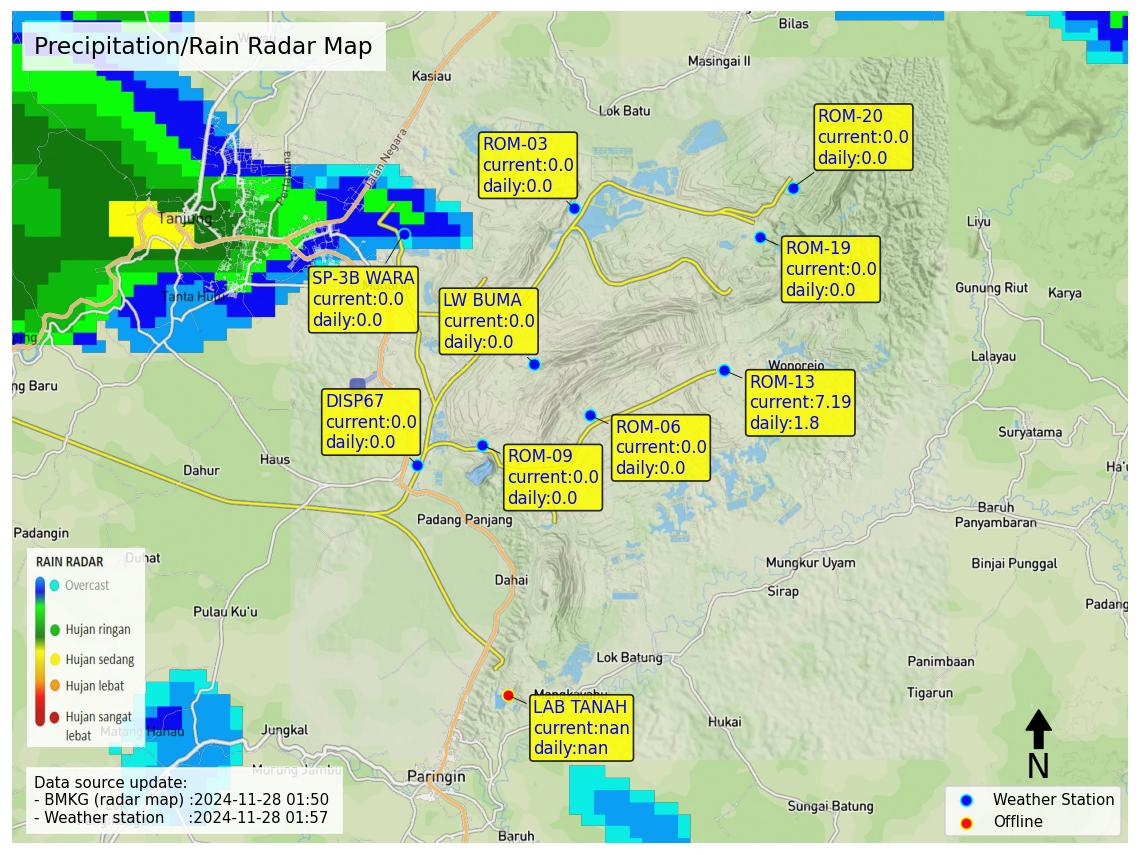 Precipitation/Rain Radar Map
Bilas
Masingai II
Kasiau
Lok Batu
ROM-20
current:0.0
daily:0.0
ROM-03
current:0.0
daily:0.0
Jalan Negara
Pertamina
Tanjung
Liyu
ROM-19
current:0.0
daily:0.0
SP-3B WARA
current:0.0
daily:0.0
Tanta Hulu
LW BUMA
current:0.0
daily:0.0
Gunung Riut
Karya
ping
Lalayau
Wonorejo
ng Baru
ROM-13
current:7.19
daily:1.8
DISP67
current:0.0
daily:0.0
ROM-06
current:0.0
daily:0.0
Suryatama
ROM-09
current:0.0
daily:0.0
Haus
Dahur
Ha'u
Baruh
Panyambaran
Padang Panjang
Padangin
Duhat
Binjai Punggal
Mungkur Uyam
Dahai
Sirap
Padang
Pulau Ku'u
RAIN RADAR
Overcast
Hujan ringan
Hujan sedang
Hujan lebat
Hujan sangat
lebat
Lok Batung
Panimbaan
Tigarun
LAB TANAH
current:nan
daily:nan
Hukai
Jungkal
Murung Jambu
Paringin
Sungai Batung
Baruh
Data source update:
- BMKG (radar map) :2024-11-28 01:50
- Weather station :2024-11-28 01:57
N
Weather Station
Offline